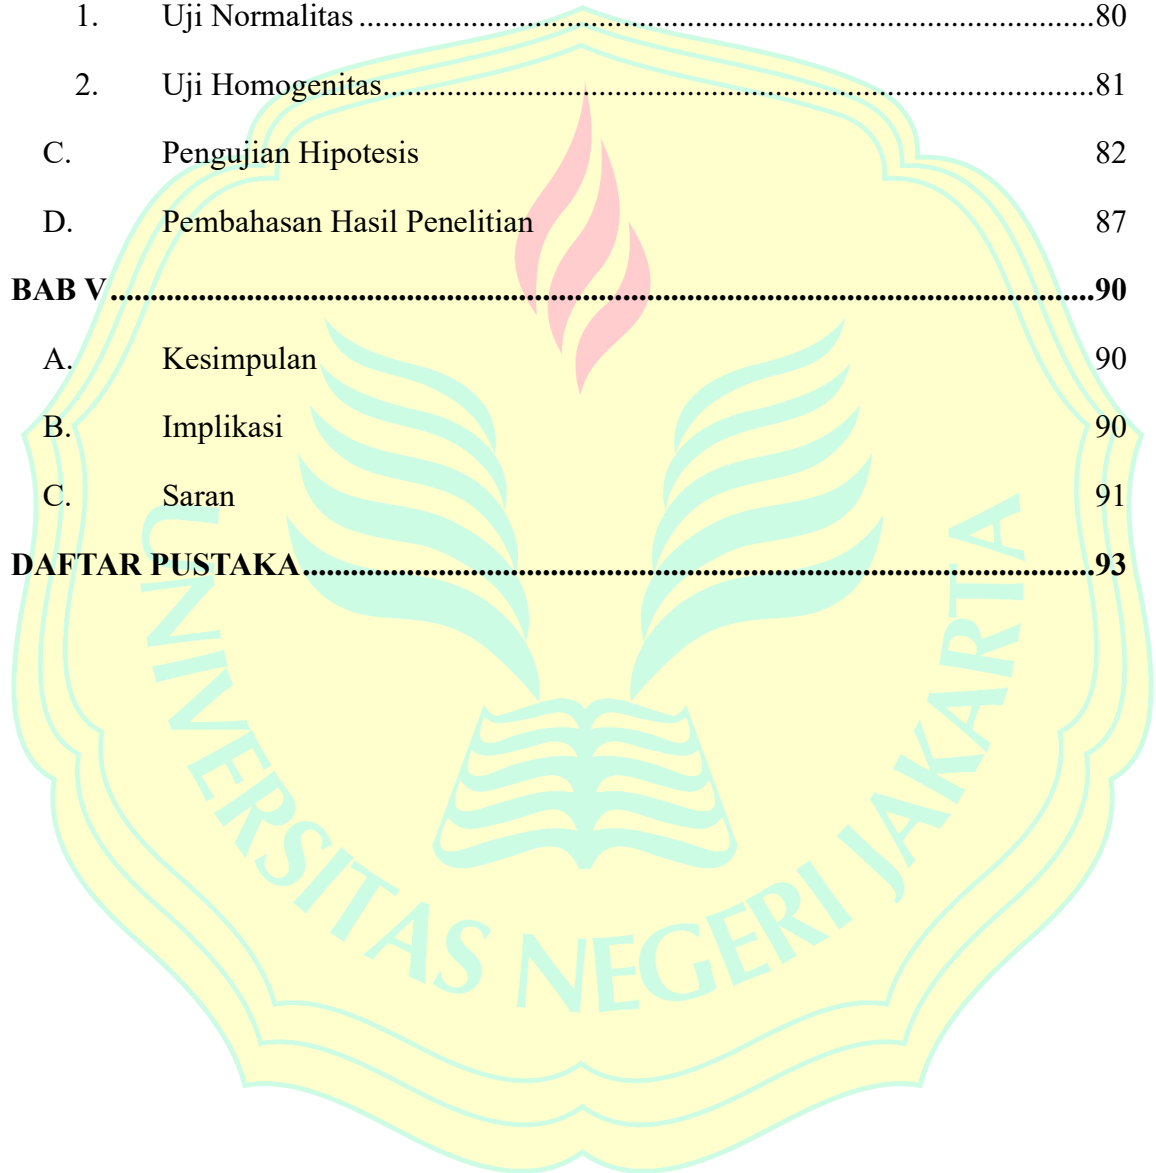 1. Uji Normalitas ............................................................................................80
2. Uji Homogenitas.........................................................................................81
C. Pengujian Hipotesis 82
D. Pembahasan Hasil Penelitian 87
BAB V ...........................................................................................................................90
A. Kesimpulan 90
B. Implikasi 90
C. Saran 91
DAFTAR PUSTAKA...................................................................................................93
UNIVERSITAS NEGERI JAKARTA